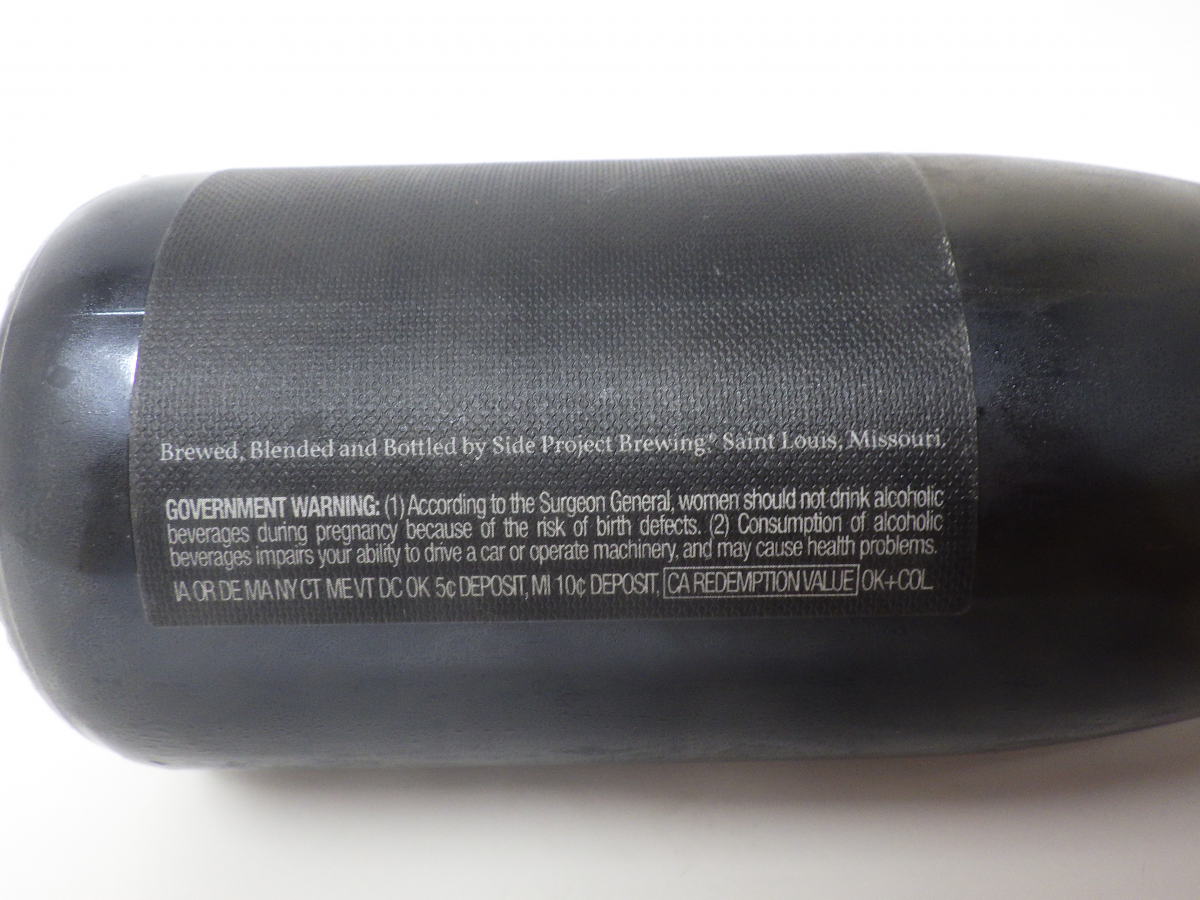 Brewed, Blended and Bottled by Side Project Brewing,® Saint Louis, Missouri.
GOVERNMENT WARNING: (1) According to the Surgeon General, women should not drink alcoholic
beverages during pregnancy because of the risk of birth defects. (2) Consumption of alcoholic
beverages impairs your ability to drive a car or operate machinery, and may cause health problems.
IA OR DE MA NY CT ME VT DC OK 5¢ DEPOSIT, MI 10¢ DEPOSIT, CA REDEMPTION VALUE OK+COL.